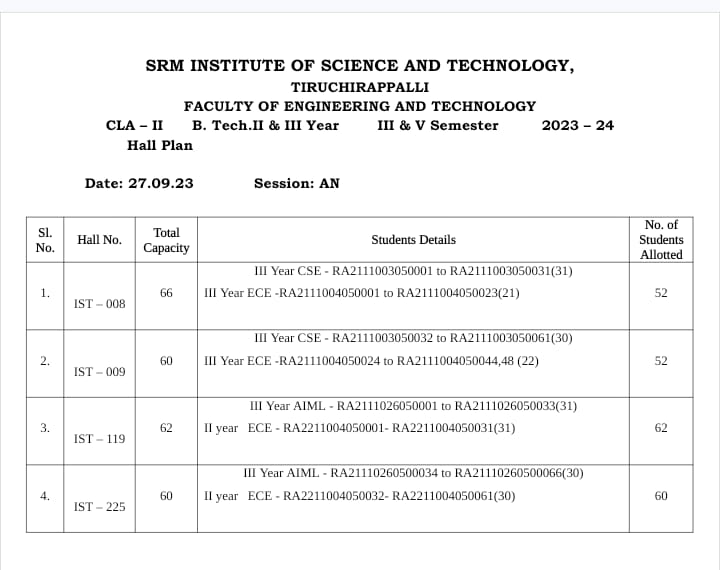 SRM INSTITUTE OF SCIENCE AND TECHNOLOGY,
TIRUCHIRAPPALLI
FACULTY OF ENGINEERING AND TECHNOLOGY
CLA – II B. Tech.II & III Year III & V Semester 2023 – 24
Hall Plan
Date: 27.09.23 Session: AN
Sl. No. Hall No. Total Capacity Students Details No. of Students Allotted
III Year CSE - RA2111003050001 to RA2111003050031(31)
1. IST – 008 66 III Year ECE -RA2111004050001 to RA2111004050023(21) 52
III Year CSE - RA2111003050032 to RA2111003050061(30)
2. IST – 009 60 III Year ECE -RA2111004050024 to RA2111004050044,48 (22) 52
III Year AIML - RA2111026050001 to RA2111026050033(31)
3. IST – 119 62 II year ECE - RA2211004050001- RA2211004050031(31) 62
III Year AIML - RA21110260500034 to RA21110260500066(30)
4. IST – 225 60 II year ECE - RA2211004050032- RA2211004050061(30) 60